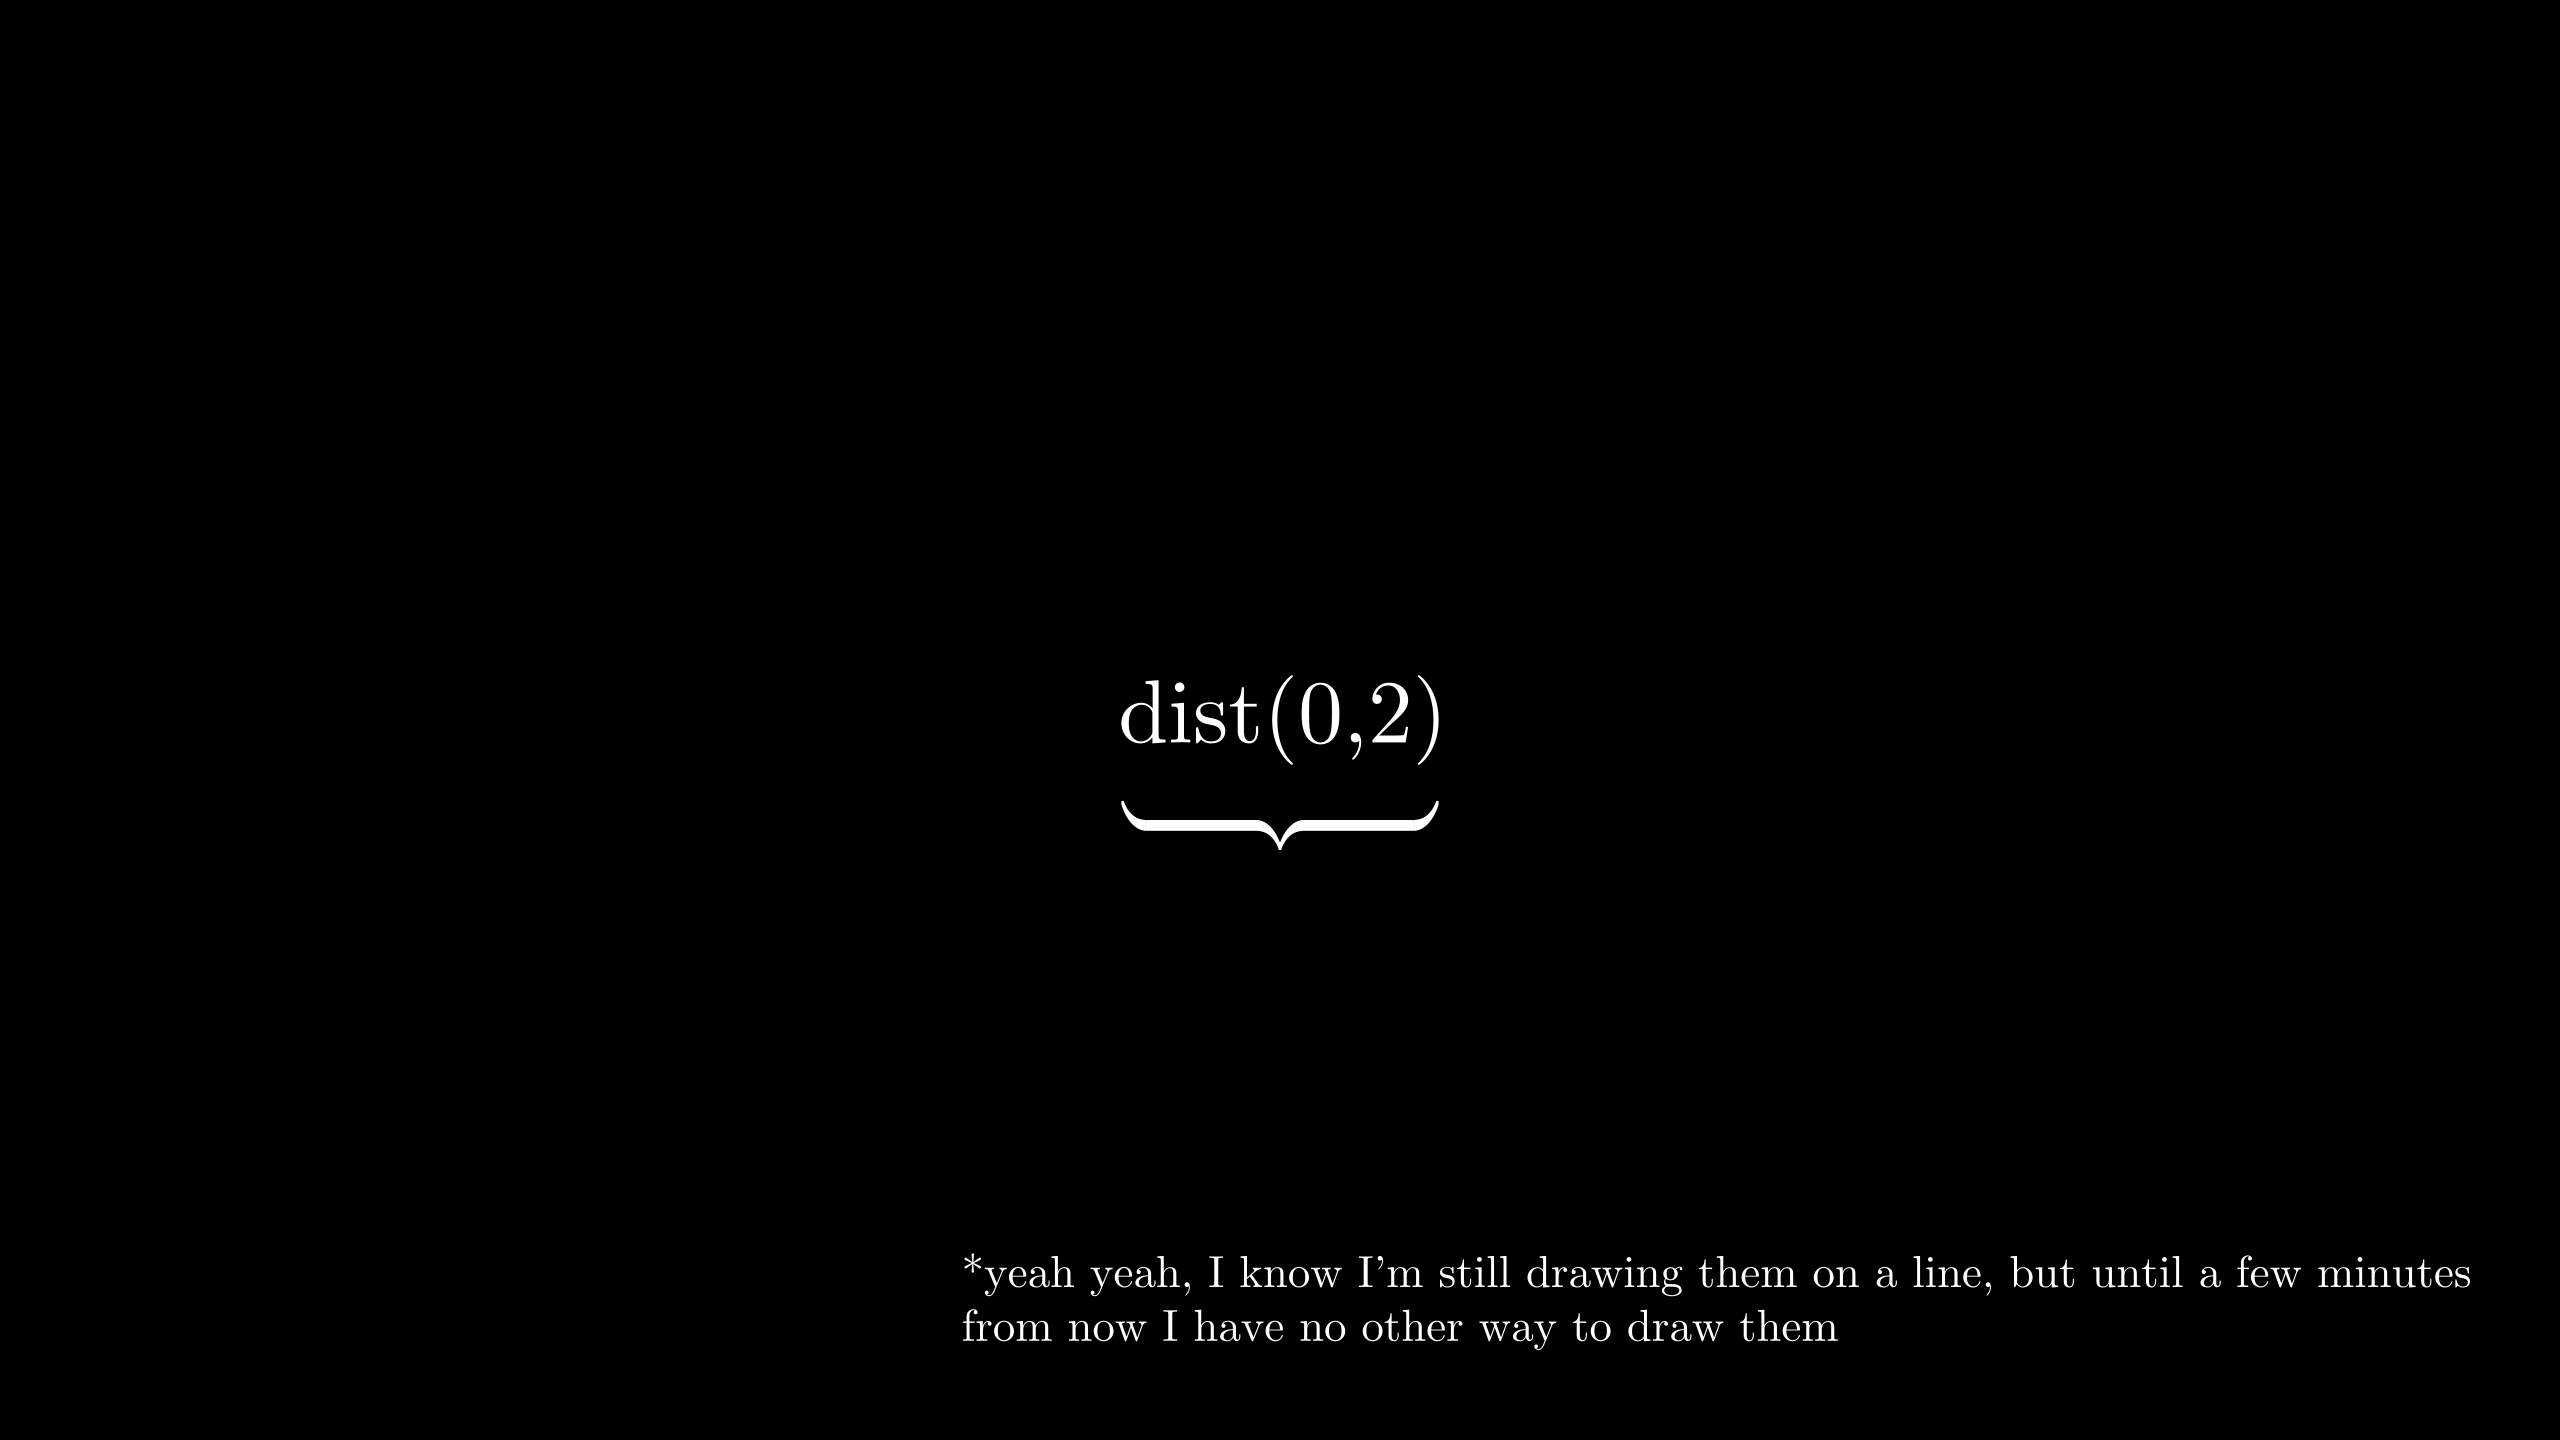 dist(0,2)
*yeah yeah, I know I'm still drawing them on a line, but until a few minutes
from now I have no other way to draw them